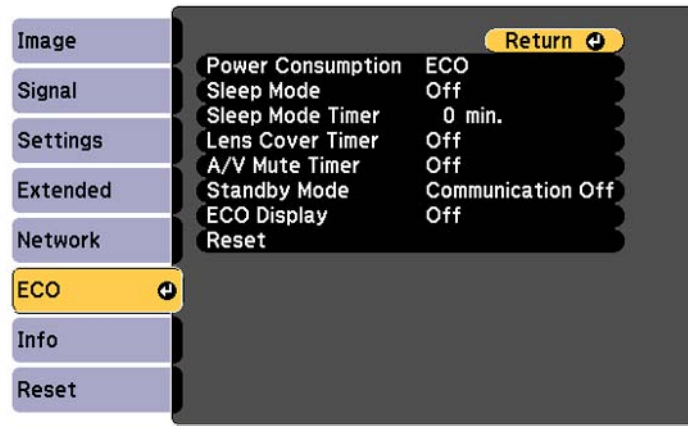 Image
Signal
Settings
Extended
Network
ECO
Info
Reset
Return
Power Consumption ECO
Sleep Mode Off
Sleep Mode Timer 0 min.
Lens Cover Timer Off
A/V Mute Timer Off
Standby Mode Communication Off
ECO Display Off
Reset